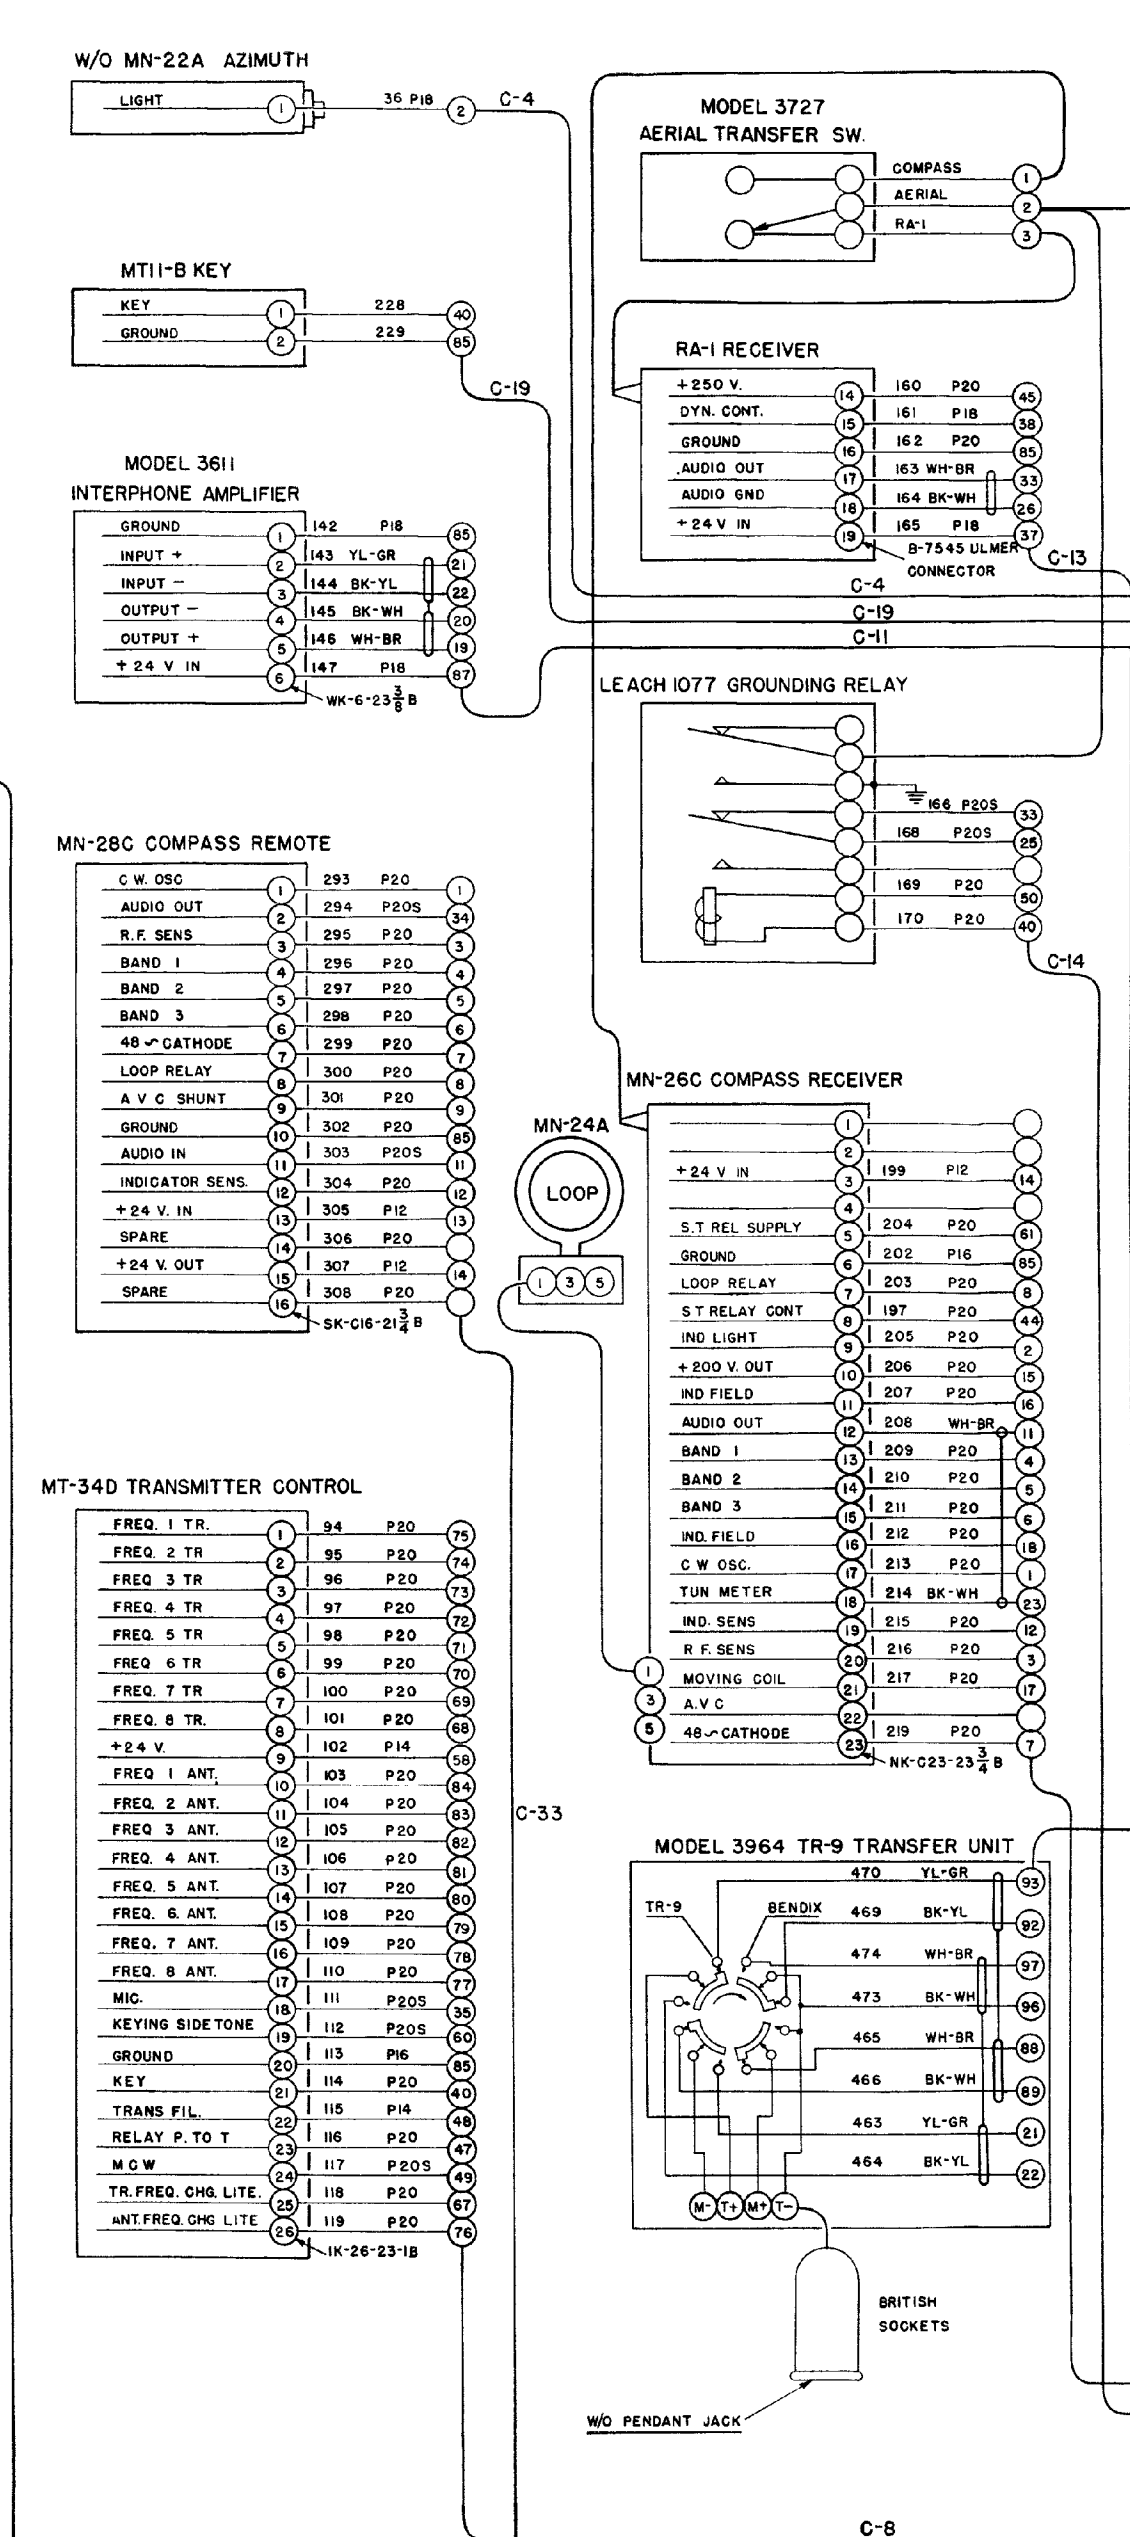 W/O MN-22A AZIMUTH
LIGHT 1 36 P18 2 C-4
MT11-B KEY
KEY 1 228 40
GROUND 2 229 85
C-19
MODEL 3611
INTERPHONE AMPLIFIER
GROUND 1 142 P18 85
INPUT + 2 143 YL-GR 21
INPUT - 3 144 BK-YL 22
OUTPUT - 4 145 BK-WH 20
OUTPUT + 5 146 WH-BR 19
+ 24 V IN 6 147 P18 87
WK-6-23 3/8 B
MN-28C COMPASS REMOTE
C W. OSC 1 293 P20 1
AUDIO OUT 2 294 P20S 34
R.F. SENS 3 295 P20 3
BAND 1 4 296 P20 4
BAND 2 5 297 P20 5
BAND 3 6 298 P20 6
48 ~ CATHODE 7 299 P20 7
LOOP RELAY 8 300 P20 8
A V C SHUNT 9 301 P20 9
GROUND 10 302 P20 85
AUDIO IN 11 303 P20S 11
INDICATOR SENS. 12 304 P20 12
+24 V. IN 13 305 P12 13
SPARE 14 306 P20
+24 V. OUT 15 307 P12 14
SPARE 16 308 P20
SK-C16-21 3/4 B
MT-34D TRANSMITTER CONTROL
FREQ. 1 TR. 1 94 P20 75
FREQ. 2 TR 2 95 P20 74
FREQ 3 TR 3 96 P20 73
FREQ. 4 TR 4 97 P20 72
FREQ. 5 TR 5 98 P20 71
FREQ 6 TR 6 99 P20 70
FREQ. 7 TR 7 100 P20 69
FREQ. 8 TR. 8 101 P20 68
+24 V. 9 102 P14 58
FREQ 1 ANT. 10 103 P20 84
FREQ. 2 ANT. 11 104 P20 83
FREQ 3 ANT. 12 105 P20 82
FREQ. 4 ANT. 13 106 P20 81
FREQ. 5 ANT. 14 107 P20 80
FREQ. 6. ANT. 15 108 P20 79
FREQ. 7 ANT. 16 109 P20 78
FREQ. 8 ANT. 17 110 P20 77
MIC. 18 111 P20S 35
KEYING SIDETONE 19 112 P20S 60
GROUND 20 113 P16 85
KEY 21 114 P20 40
TRANS FIL. 22 115 P14 48
RELAY P. TO T 23 116 P20 47
M C W 24 117 P20S 49
TR. FREQ. CHG. LITE. 25 118 P20 67
ANT. FREQ. CHG LITE 26 119 P20 76
1K-26-23-1B
C-33
MODEL 3727
AERIAL TRANSFER SW.
COMPASS 1
AERIAL 2
RA-1 3
RA-1 RECEIVER
+250 V. 14 160 P20 45
DYN. CONT. 15 161 P18 38
GROUND 16 162 P20 85
AUDIO OUT 17 163 WH-BR 33
AUDIO GND 18 164 BK-WH 26
+24 V IN 19 165 P18 37
B-7545 ULMER
CONNECTOR
C-13
C-4
C-19
C-11
LEACH 1077 GROUNDING RELAY
166 P20S 33
168 P20S 25
169 P20 50
170 P20 40
C-14
MN-26C COMPASS RECEIVER
MN-24A
LOOP
1 3 5
1
2
+24 V IN 3 199 P12 14
4
S.T REL SUPPLY 5 204 P20 61
GROUND 6 202 P16 85
LOOP RELAY 7 203 P20 8
S T RELAY CONT 8 197 P20 44
IND LIGHT 9 205 P20 2
+200 V. OUT 10 206 P20 15
IND FIELD 11 207 P20 16
AUDIO OUT 12 208 WH-BR 11
BAND 1 13 209 P20 4
BAND 2 14 210 P20 5
BAND 3 15 211 P20 6
IND. FIELD 16 212 P20 18
C W OSC. 17 213 P20 1
TUN METER 18 214 BK-WH 23
IND. SENS 19 215 P20 12
R F. SENS 20 216 P20 3
1 MOVING COIL 21 217 P20 17
3 A.V C 22
5 48 ~ CATHODE 23 219 P20 7
NK-C23-23 3/4 B
MODEL 3964 TR-9 TRANSFER UNIT
470 YL-GR 93
TR-9 BENDIX 469 BK-YL 92
474 WH-BR 97
473 BK-WH 96
465 WH-BR 88
466 BK-WH 89
463 YL-GR 21
464 BK-YL 22
M- T+ M+ T-
BRITISH
SOCKETS
W/O PENDANT JACK
C-8